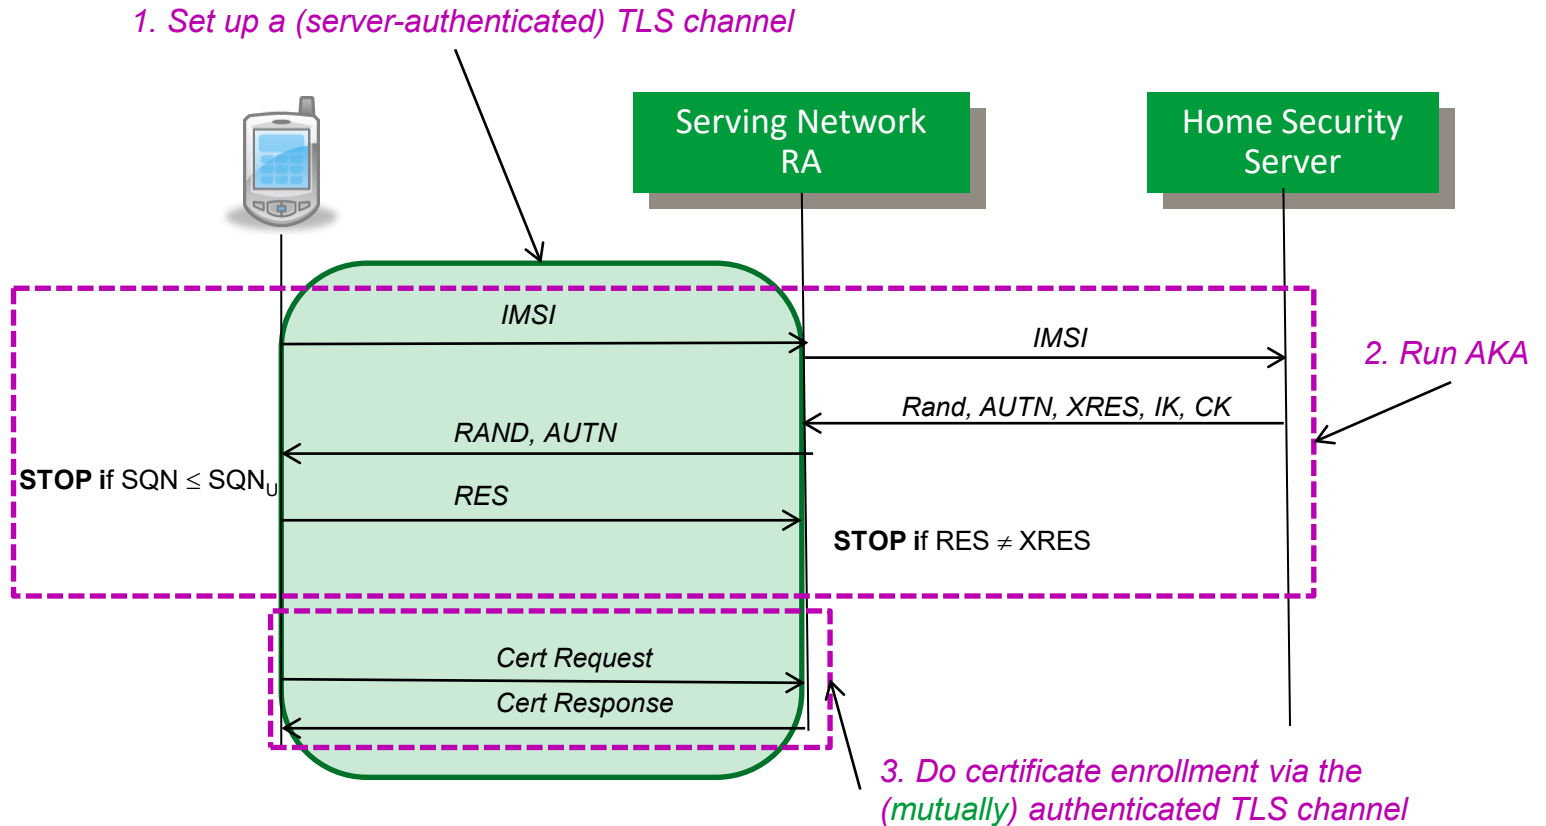 1. Set up a (server-authenticated) TLS channel
Serving Network
RA
Home Security
Server
IMSI
IMSI
2. Run AKA
Rand, AUTN, XRES, IK, CK
RAND, AUTN
STOP if SQN ≤ SQNU
RES
STOP if RES ≠ XRES
Cert Request
Cert Response
3. Do certificate enrollment via the
(mutually) authenticated TLS channel